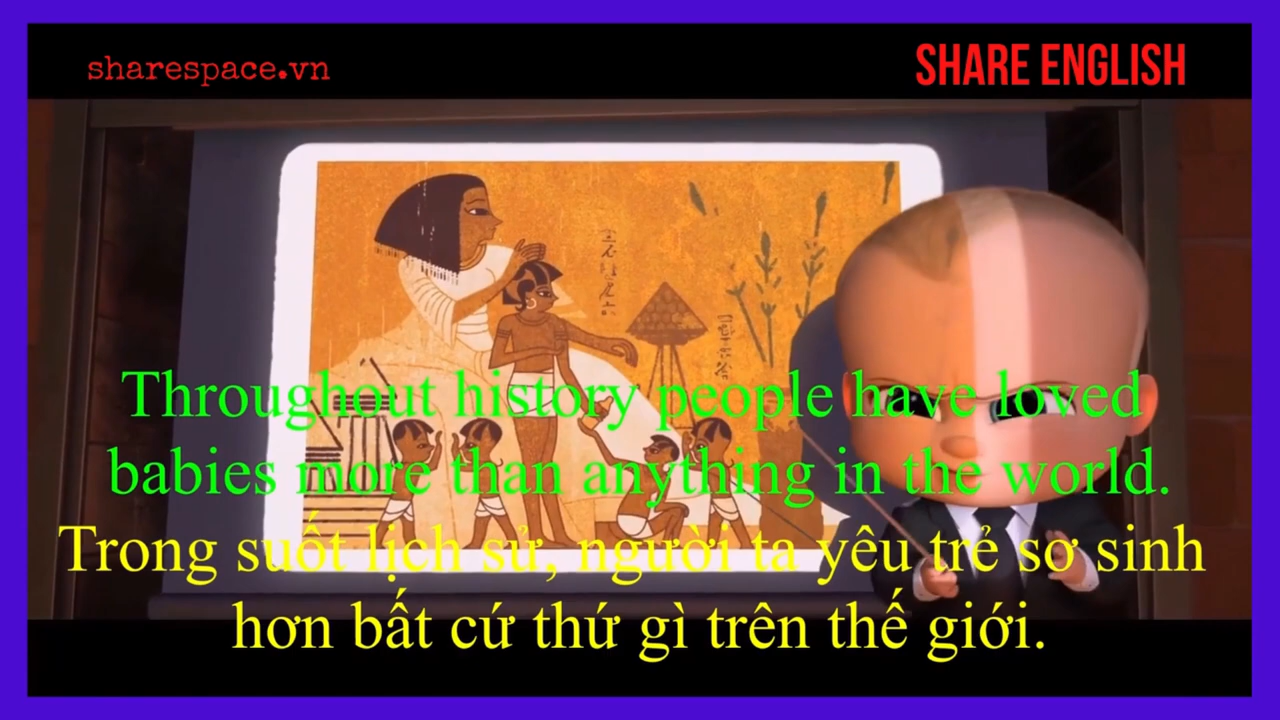 sharespace.vn
SHARE ENGLISH
Throughout history people have loved
babies more than anything in the world.
Trong suốt lịch sử, người ta yêu trẻ sơ sinh
hơn bất cứ thứ gì trên thế giới.